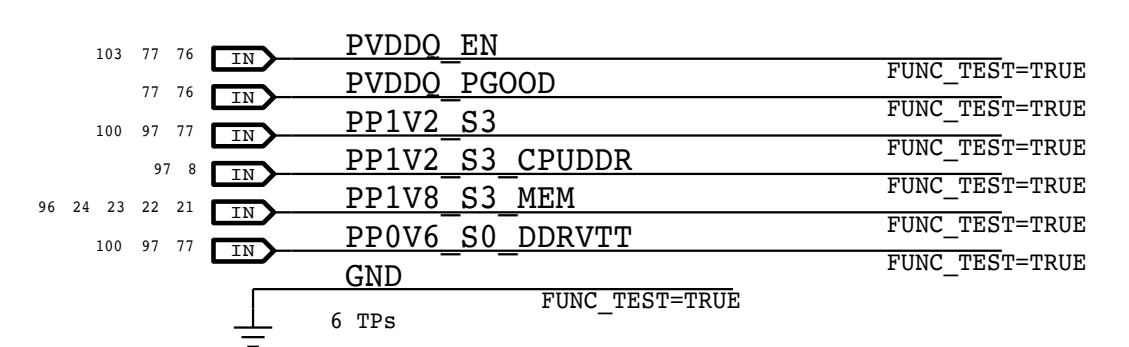 103 77 76 IN PVDDQ_EN FUNC_TEST=TRUE
77 76 IN PVDDQ_PGOOD FUNC_TEST=TRUE
100 97 77 IN PP1V2_S3 FUNC_TEST=TRUE
97 8 IN PP1V2_S3_CPUDDR FUNC_TEST=TRUE
96 24 23 22 21 IN PP1V8_S3_MEM FUNC_TEST=TRUE
100 97 77 IN PP0V6_S0_DDRVTT FUNC_TEST=TRUE
GND FUNC_TEST=TRUE
6 TPs